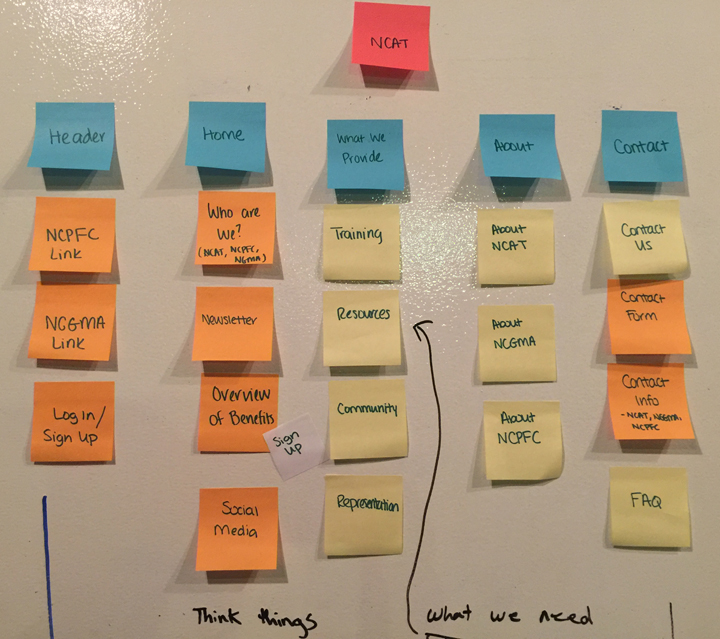 NCAT
Header
Home
What We
Provide
About
Contact
NCPFC
Link
NCGMA
Link
Log In/
Sign Up
Who are
We?
(NCAT, NCPFC,
NGMA)
Newsletter
Overview
of Benefits
Sign
UP
Social
Media
Training
Resources
Community
Representation
About
NCAT
About
NCGMA
About
NCPFC
Contact
Us
Contact
Form
Contact
Info
- NCAT, NCGMA,
NCPFC
FAQ
Think things
What we need